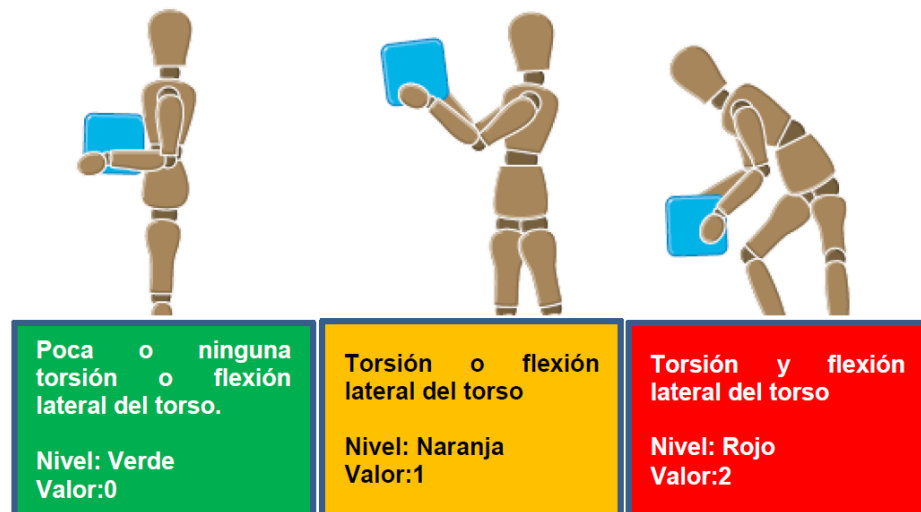 Poca o ninguna
torsión o flexión
lateral del torso.
Nivel: Verde
Valor:0
Torsión o flexión
lateral del torso
Nivel: Naranja
Valor:1
Torsión y flexión
lateral del torso
Nivel: Rojo
Valor:2